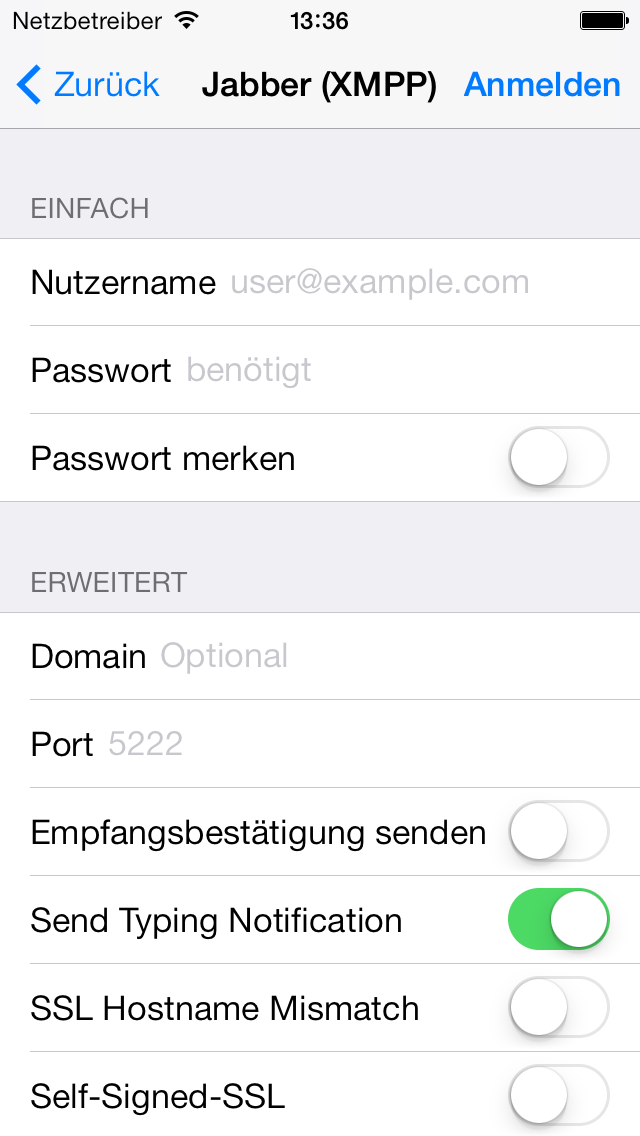 Netzbetreiber 13:36
Zurück Jabber (XMPP) Anmelden
EINFACH
Nutzername user@example.com
Passwort benötigt
Passwort merken
ERWEITERT
Domain Optional
Port 5222
Empfangsbestätigung senden
Send Typing Notification
SSL Hostname Mismatch
Self-Signed-SSL